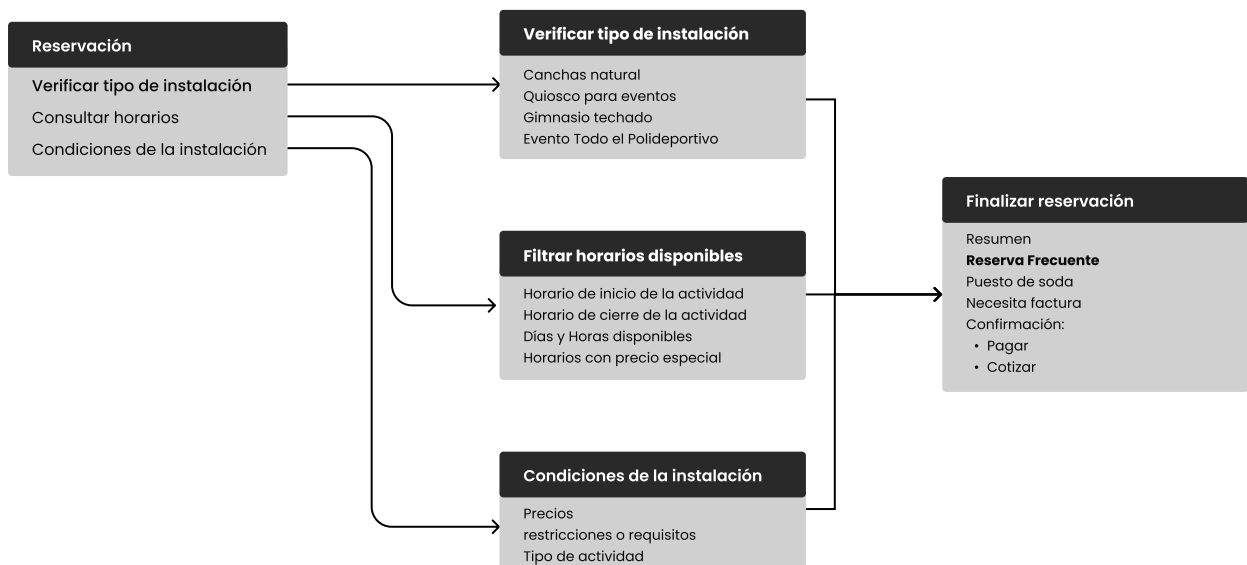 Reservación
Verificar tipo de instalación
Consultar horarios
Condiciones de la instalación
Verificar tipo de instalación
Canchas natural
Quiosco para eventos
Gimnasio techado
Evento Todo el Polideportivo
Filtrar horarios disponibles
Horario de inicio de la actividad
Horario de cierre de la actividad
Días y Horas disponibles
Horarios con precio especial
Condiciones de la instalación
Precios
restricciones o requisitos
Tipo de actividad
Finalizar reservación
Resumen
Reserva Frecuente
Puesto de soda
Necesita factura
Confirmación:
• Pagar
• Cotizar